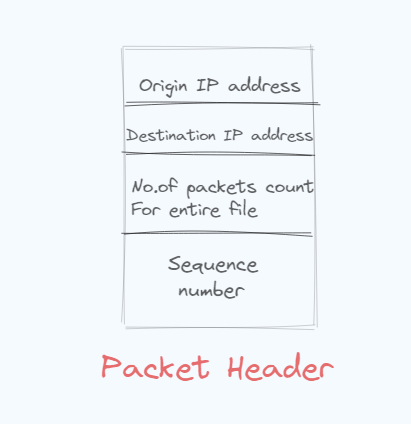 Origin IP address
Destination IP address
No.of packets count
For entire file
Sequence
number
Packet Header